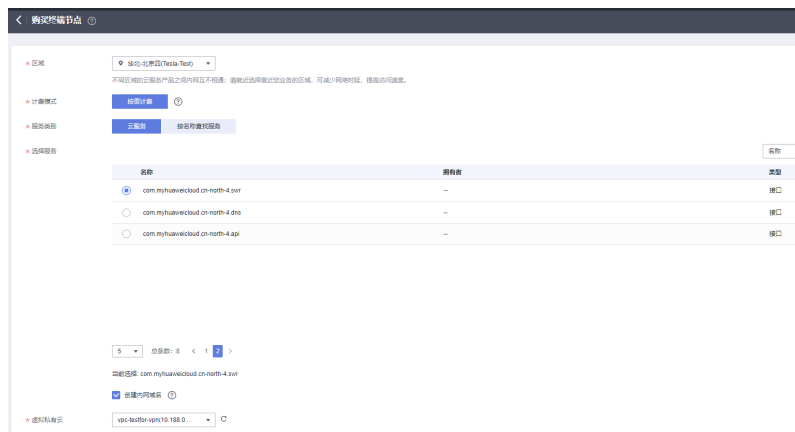 购买终端节点
* 区域
华北-北京四(Tesla-Test)
不同区域的云服务产品之间内网互不相通；请就近选择靠近您业务的区域，可减少网络时延，提高访问速度。
* 计费模式
按需计费
* 服务类别
云服务 按名称查找服务
* 选择服务
名称
名称 拥有者 类型
com.myhuaweicloud.cn-north-4.swr -- 接口
com.myhuaweicloud.cn-north-4.dns -- 接口
com.myhuaweicloud.cn-north-4.api -- 接口
5 总条数: 8 < 1 2 >
当前选择: com.myhuaweicloud.cn-north-4.swr
创建内网域名
* 虚拟私有云
vpc-testfor-vpn(10.188.0....